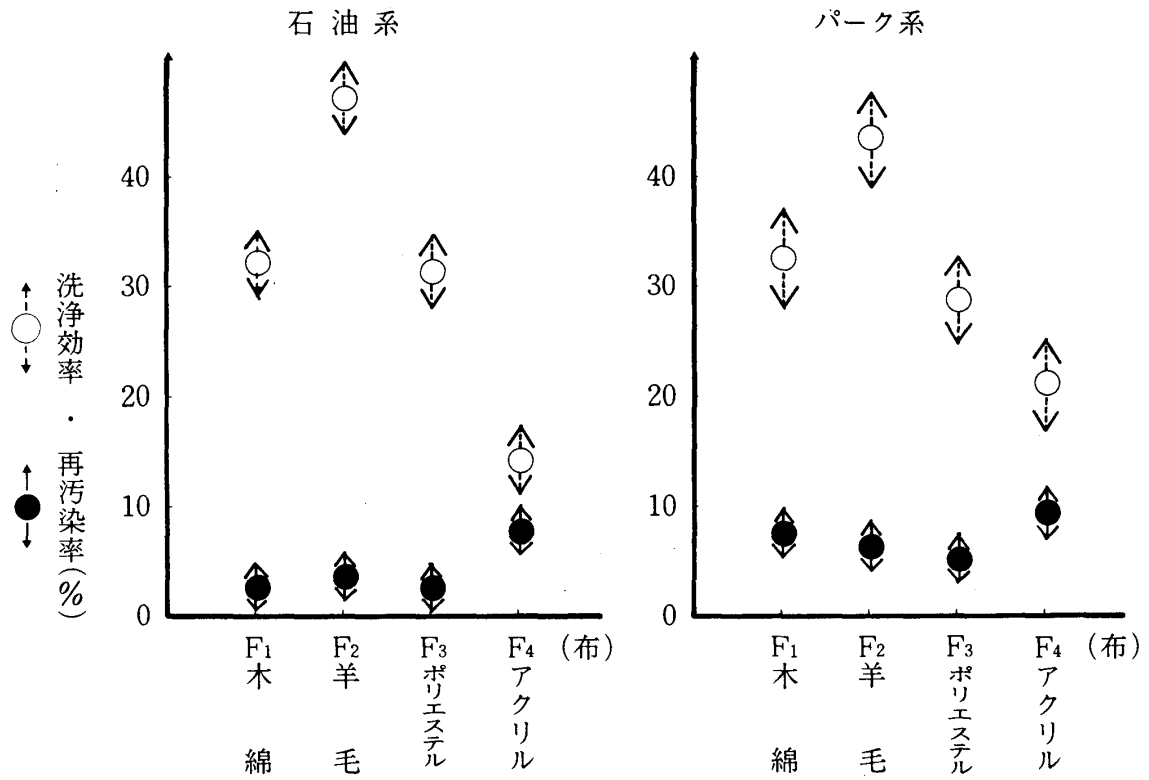 石油系
40
30
20
10
0
F₁ F₂ F₃ F₄ (布)
木綿
羊毛
ポリエステル
アクリル
パーク系
40
30
20
10
0
F₁ F₂ F₃ F₄ (布)
木綿
羊毛
ポリエステル
アクリル
洗浄効率・再汚染率(%)